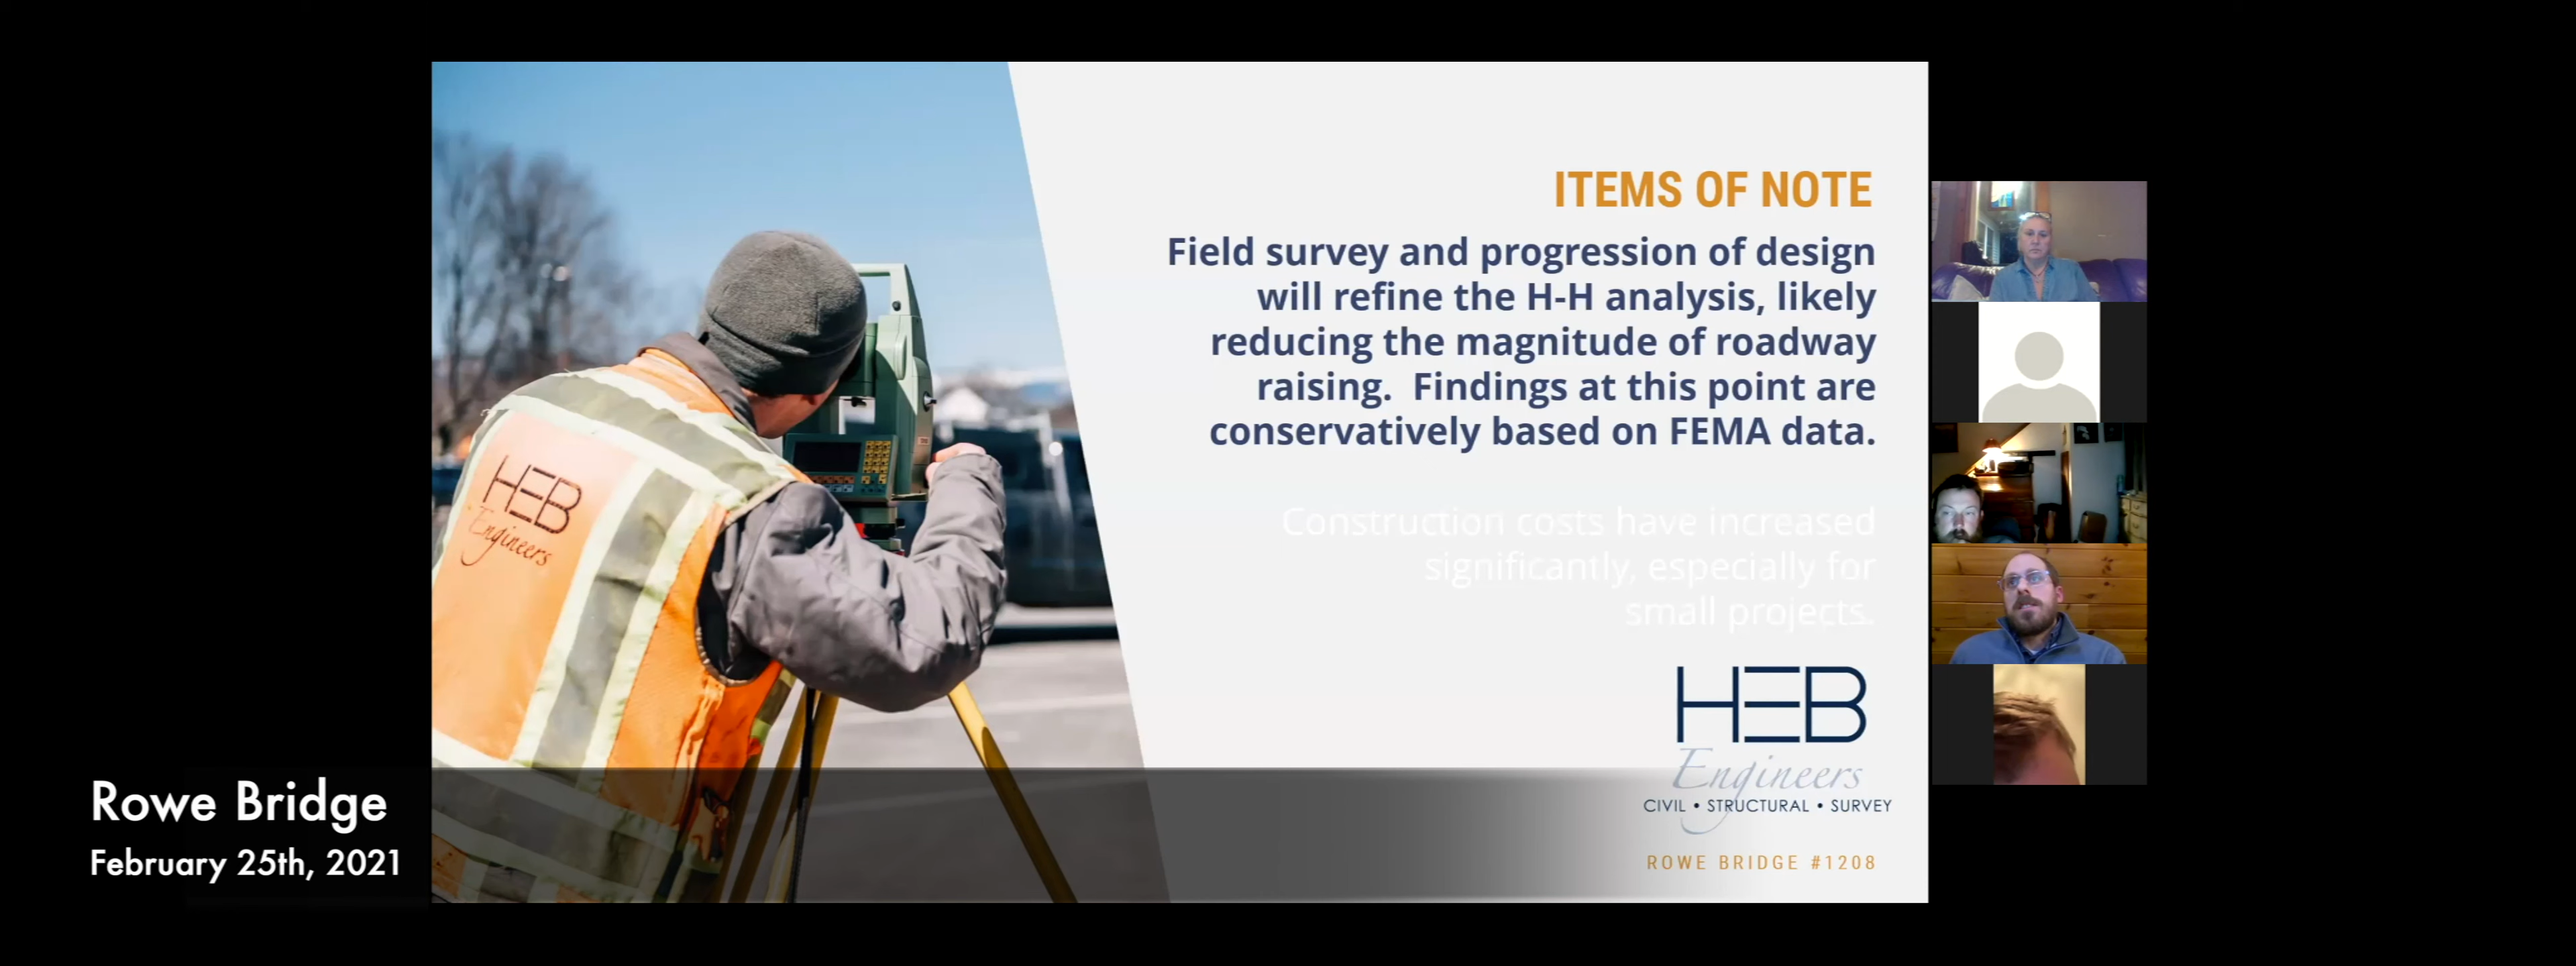 ITEMS OF NOTE
Field survey and progression of design
will refine the H-H analysis, likely
reducing the magnitude of roadway
raising.  Findings at this point are
conservatively based on FEMA data.
Construction costs have increased
significantly, especially for
small projects.
HEB
Engineers
HEB
Engineers
CIVIL • STRUCTURAL • SURVEY
ROWE BRIDGE #1208
Rowe Bridge
February 25th, 2021